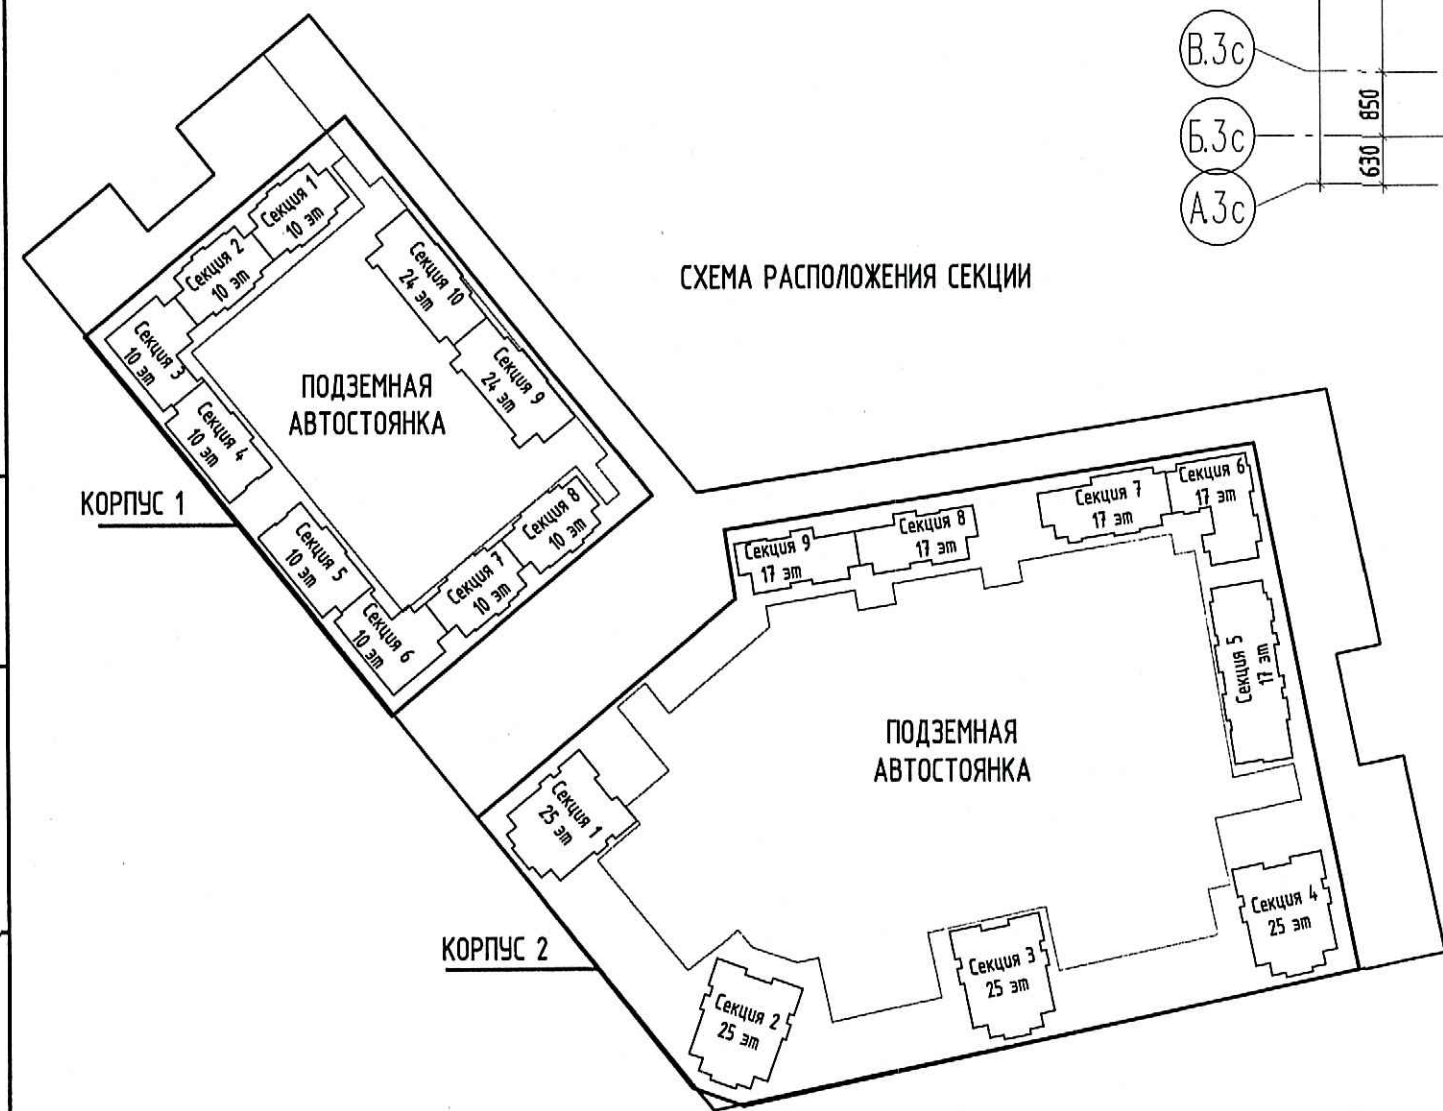 В.3с
850
Б.3с
630
А.3с
СХЕМА РАСПОЛОЖЕНИЯ СЕКЦИИ
Секция 1
10 эт
Секция 2
10 эт
Секция 3
10 эт
Секция 4
10 эт
Секция 10
24 эт
Секция 9
24 эт
ПОДЗЕМНАЯ
АВТОСТОЯНКА
КОРПУС 1
Секция 5
10 эт
Секция 6
10 эт
Секция 7
10 эт
Секция 8
10 эт
Секция 9
17 эт
Секция 8
17 эт
Секция 7
17 эт
Секция 6
17 эт
Секция 5
17 эт
ПОДЗЕМНАЯ
АВТОСТОЯНКА
Секция 1
25 эт
КОРПУС 2
Секция 2
25 эт
Секция 3
25 эт
Секция 4
25 эт